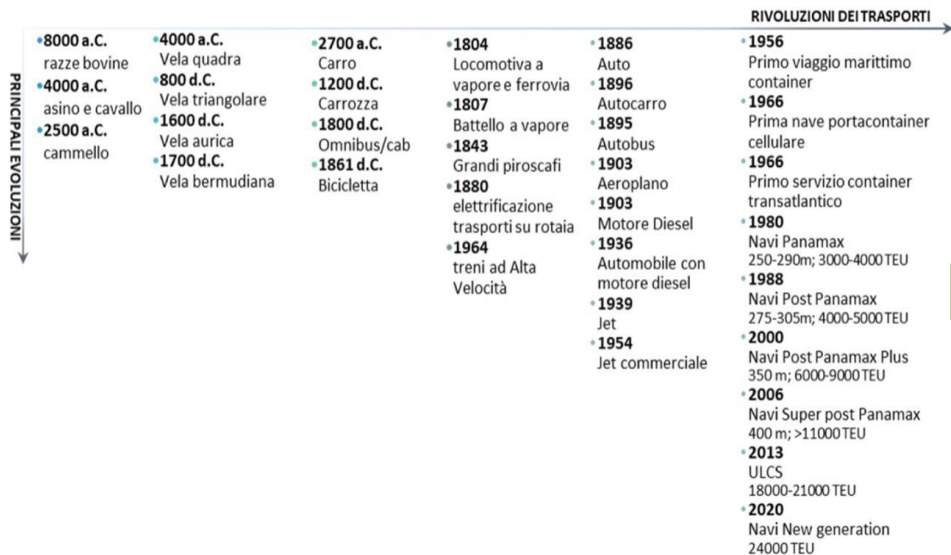 RIVOLUZIONI DEI TRASPORTI
PRINCIPALI EVOLUZIONI
•8000 a.C.
razze bovine
•4000 a.C.
asino e cavallo
•2500 a.C.
cammello
•4000 a.C.
Vela quadra
•800 d.C.
Vela triangolare
•1600 d.C.
Vela aurica
•1700 d.C.
Vela bermudiana
•2700 a.C.
Carro
•1200 d.C.
Carrozza
•1800 d.C.
Omnibus/cab
•1861 d.C.
Bicicletta
•1804
Locomotiva a
vapore e ferrovia
•1807
Battello a vapore
•1843
Grandi piroscafi
•1880
elettrificazione
trasporti su rotaia
•1964
treni ad Alta
Velocità
•1886
Auto
•1896
Autocarro
•1895
Autobus
•1903
Aeroplano
•1903
Motore Diesel
•1936
Automobile con
motore diesel
•1939
Jet
•1954
Jet commerciale
•1956
Primo viaggio marittimo
container
•1966
Prima nave portacontainer
cellulare
•1966
Primo servizio container
transatlantico
•1980
Navi Panamax
250-290m; 3000-4000 TEU
•1988
Navi Post Panamax
275-305m; 4000-5000 TEU
•2000
Navi Post Panamax Plus
350 m; 6000-9000 TEU
•2006
Navi Super post Panamax
400 m; >11000 TEU
•2013
ULCS
18000-21000 TEU
•2020
Navi New generation
24000 TEU